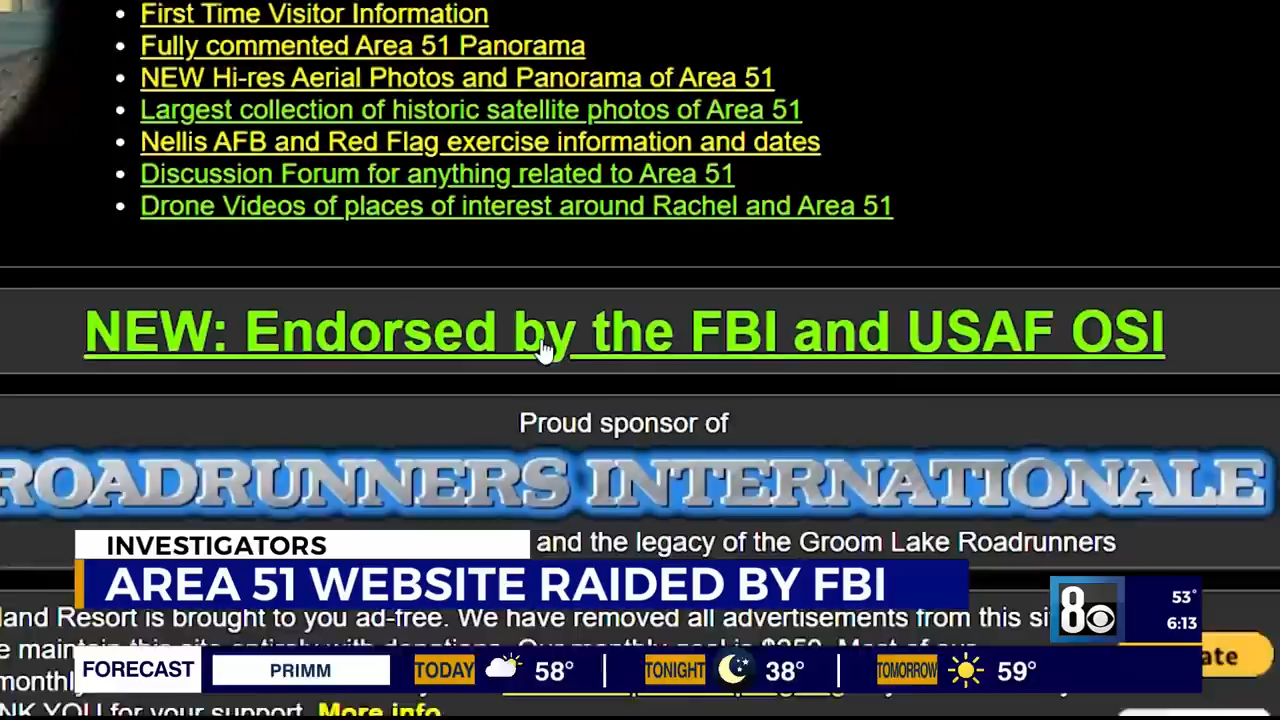 First Time Visitor Information
Fully commented Area 51 Panorama
NEW Hi-res Aerial Photos and Panorama of Area 51
Largest collection of historic satellite photos of Area 51
Nellis AFB and Red Flag exercise information and dates
Discussion Forum for anything related to Area 51
Drone Videos of places of interest around Rachel and Area 51
NEW: Endorsed by the FBI and USAF OSI
Proud sponsor of
ROADRUNNERS INTERNATIONALE
and the legacy of the Groom Lake Roadrunners
INVESTIGATORS
AREA 51 WEBSITE RAIDED BY FBI
land Resort is brought to you ad-free. We have removed all advertisements from this si
8
53°
6:13
FORECAST PRIMM TODAY 58° TONIGHT 38° TOMORROW 59°
monthly
NK YOU for your support. More info